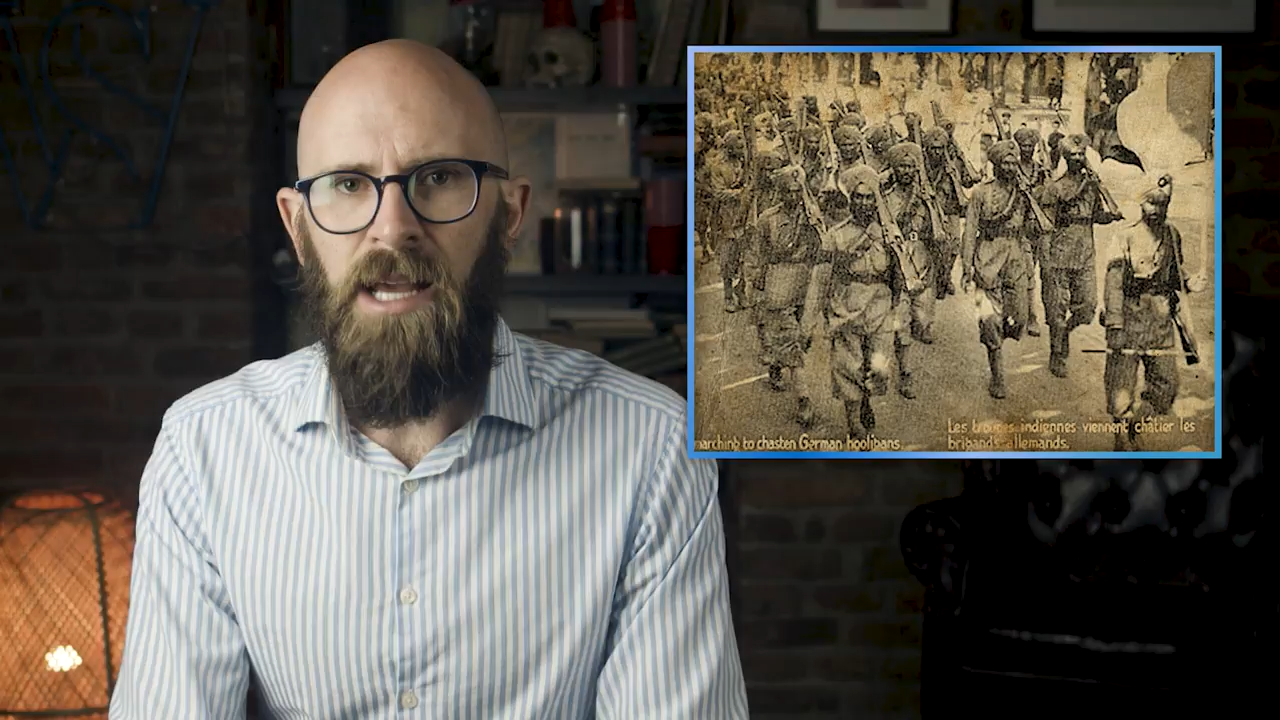 marching to chasten German hooligans.
Les troupes indiennes viennent châtier les
brigands allemands.